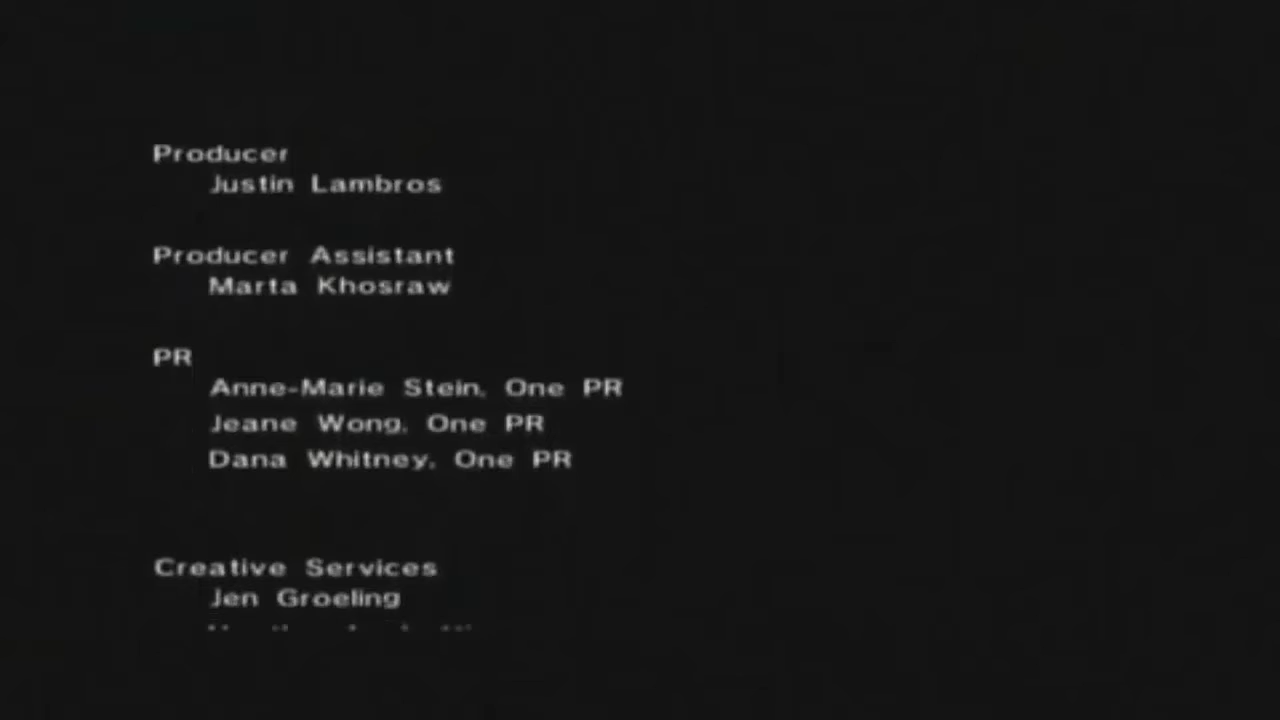 Producer
Justin Lambros
Producer Assistant
Marta Khosraw
PR
Anne-Marie Stein, One PR
Jeane Wong, One PR
Dana Whitney, One PR
Creative Services
Jen Groeling